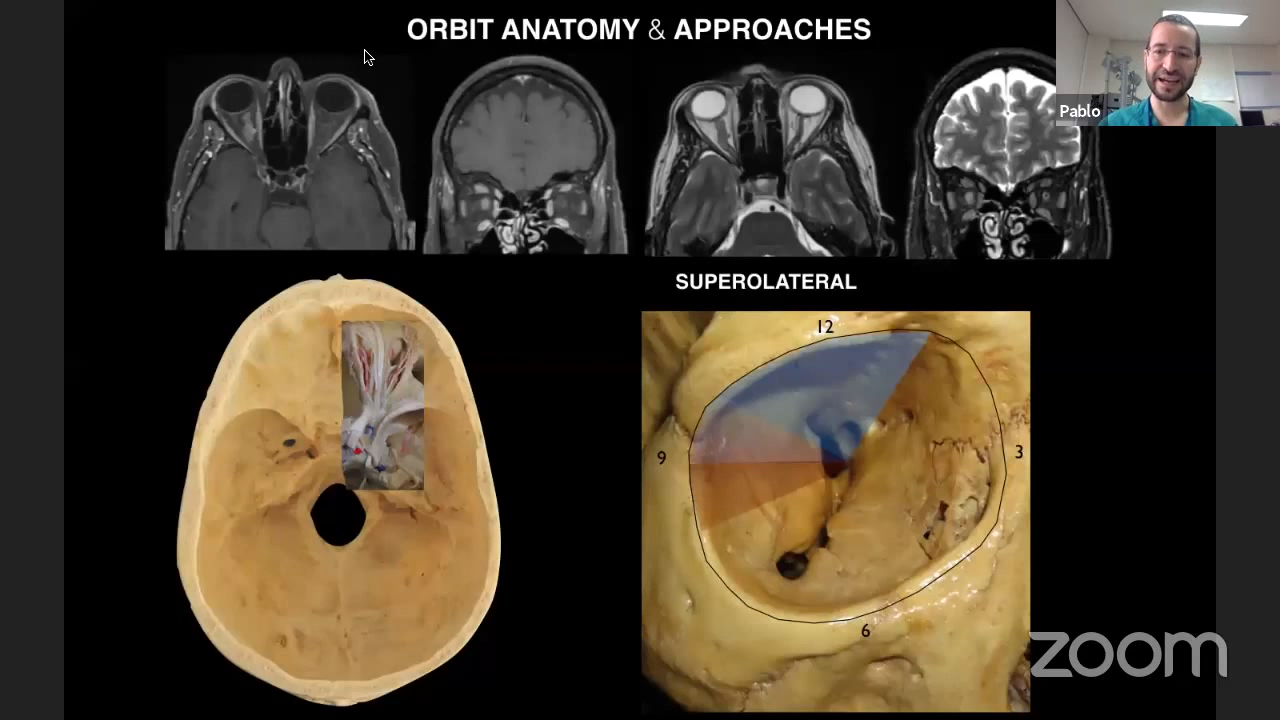 ORBIT ANATOMY & APPROACHES
Pablo
SUPEROLATERAL
12
9
3
6
zoom